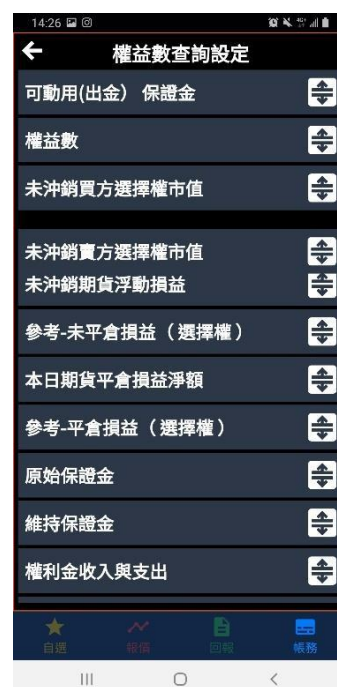 14:26
權益數查詢設定
可動用(出金) 保證金
權益數
未沖銷買方選擇權市值
未沖銷賣方選擇權市值
未沖銷期貨浮動損益
參考-未平倉損益（選擇權）
本日期貨平倉損益淨額
參考-平倉損益（選擇權）
原始保證金
維持保證金
權利金收入與支出
自選 報價 回報 帳務